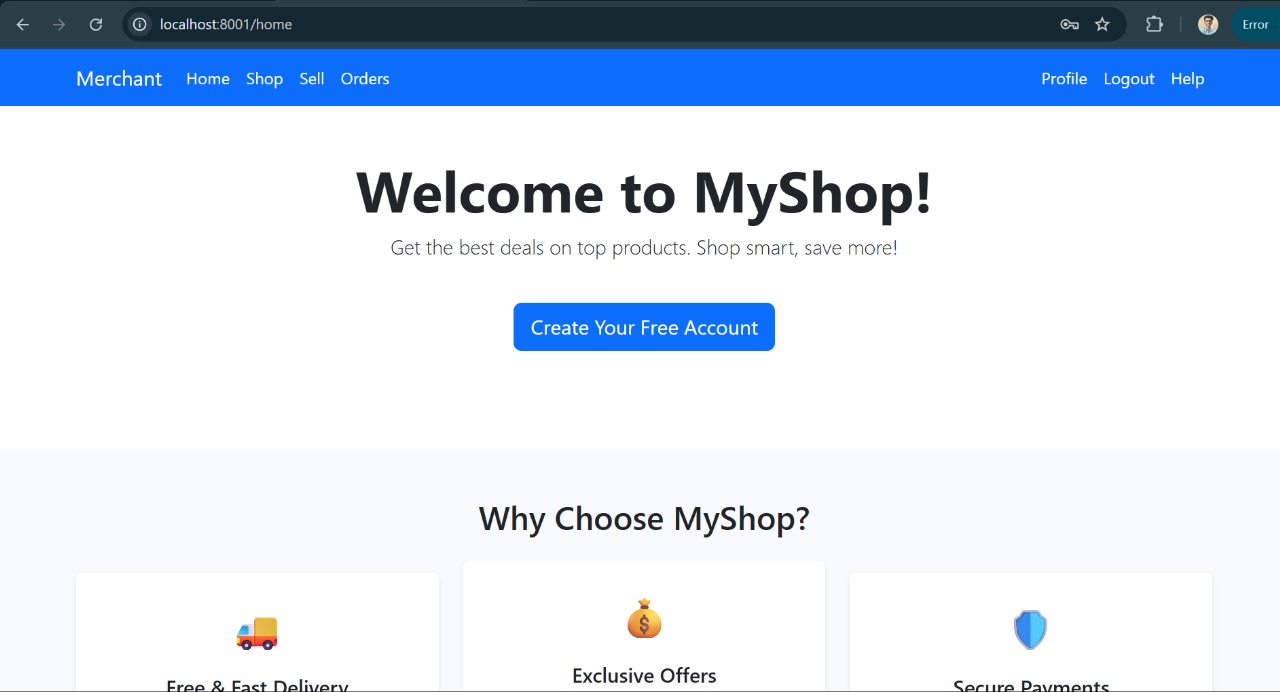 localhost:8001/home
Error
Merchant Home Shop Sell Orders Profile Logout Help
Welcome to MyShop!
Get the best deals on top products. Shop smart, save more!
Create Your Free Account
Why Choose MyShop?
Exclusive Offers
Free & Fast Delivery
Secure Payments